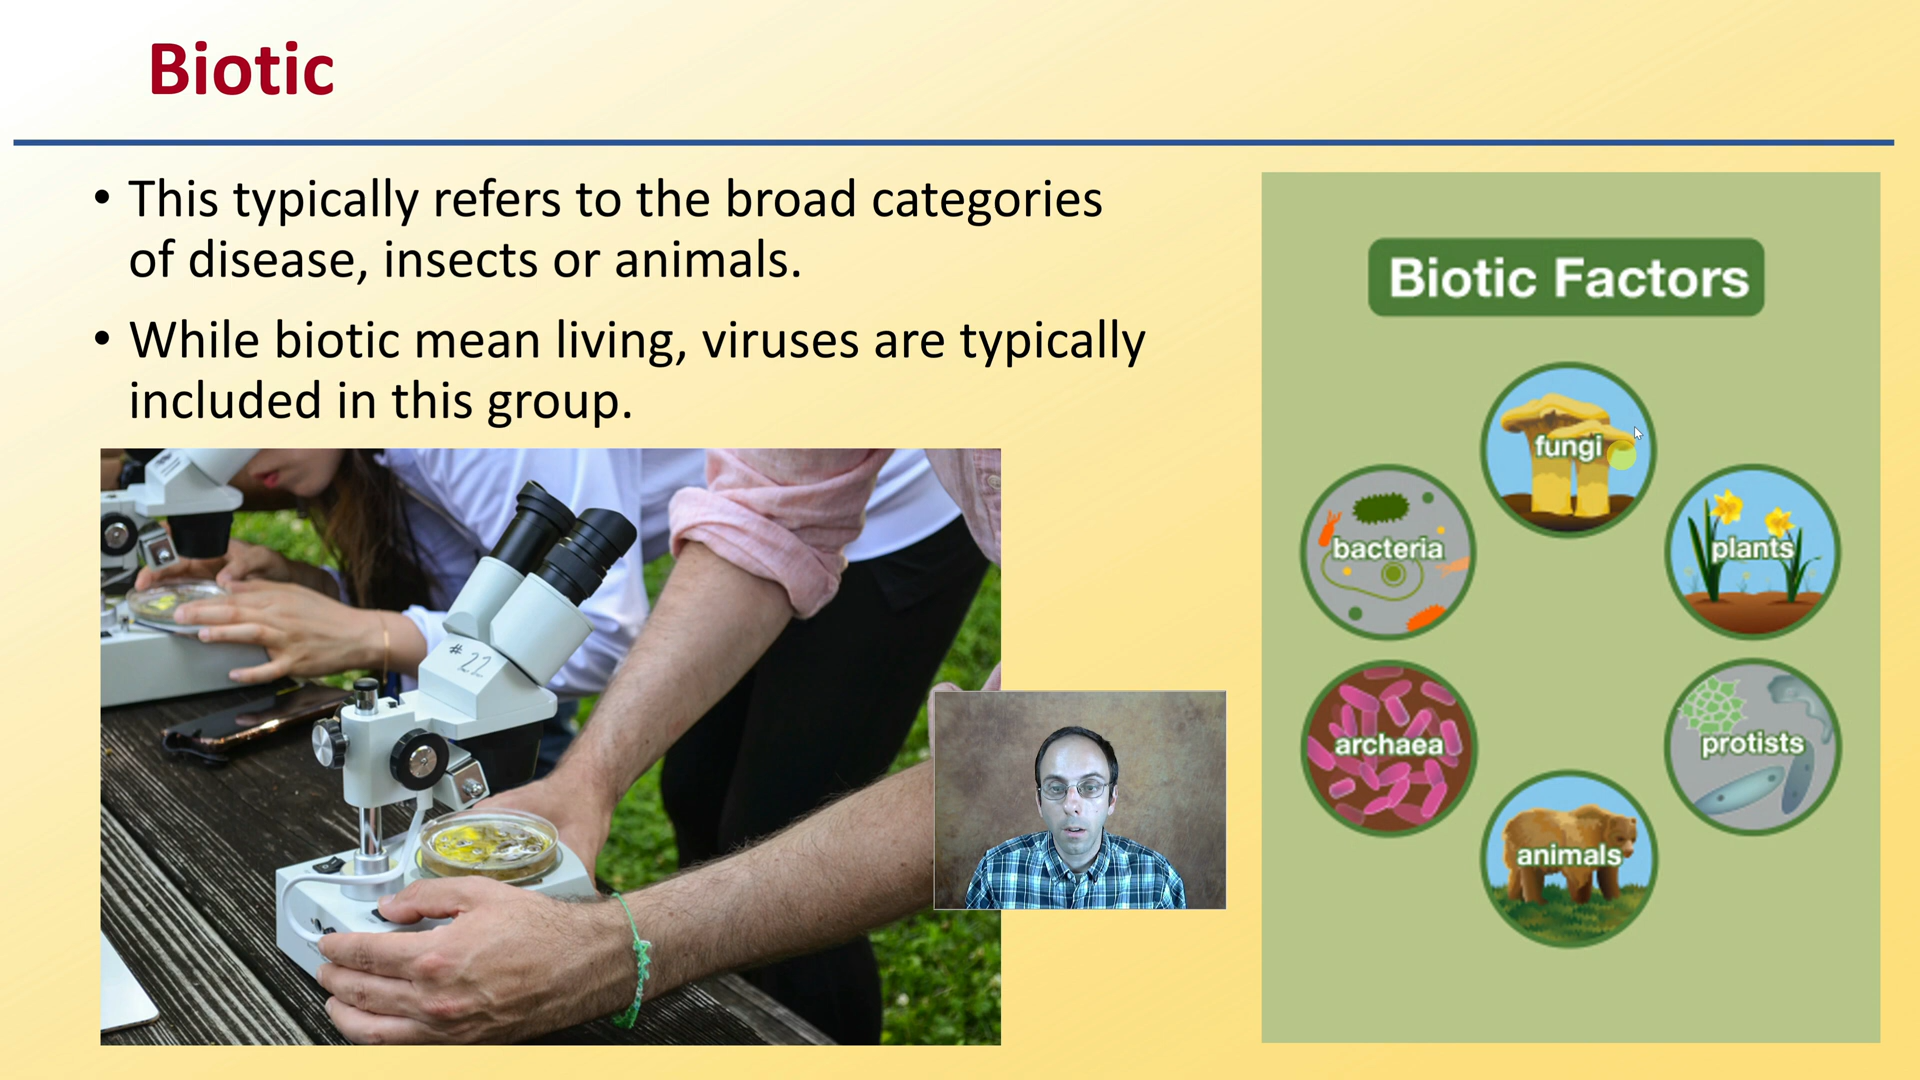 Biotic
• This typically refers to the broad categories
of disease, insects or animals.
• While biotic mean living, viruses are typically
included in this group.
#22
Biotic Factors
fungi
bacteria
plants
archaea
protists
animals